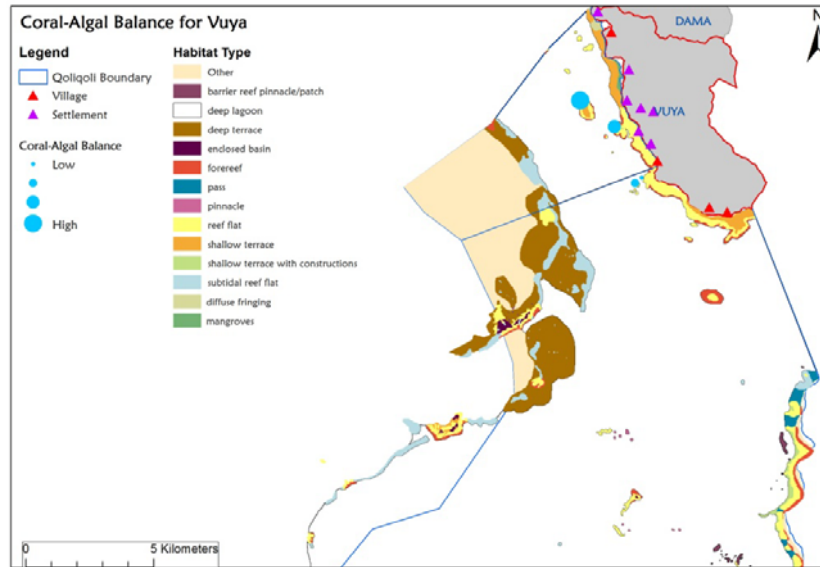 Coral-Algal Balance for Vuya
Legend
Qoliqoli Boundary
Village
Settlement
Coral-Algal Balance
Low
High
Habitat Type
Other
barrier reef pinnacle/patch
deep lagoon
deep terrace
enclosed basin
forereef
pass
pinnacle
reef flat
shallow terrace
shallow terrace with constructions
subtidal reef flat
diffuse fringing
mangroves
DAMA
N
VUYA
0 5 Kilometers